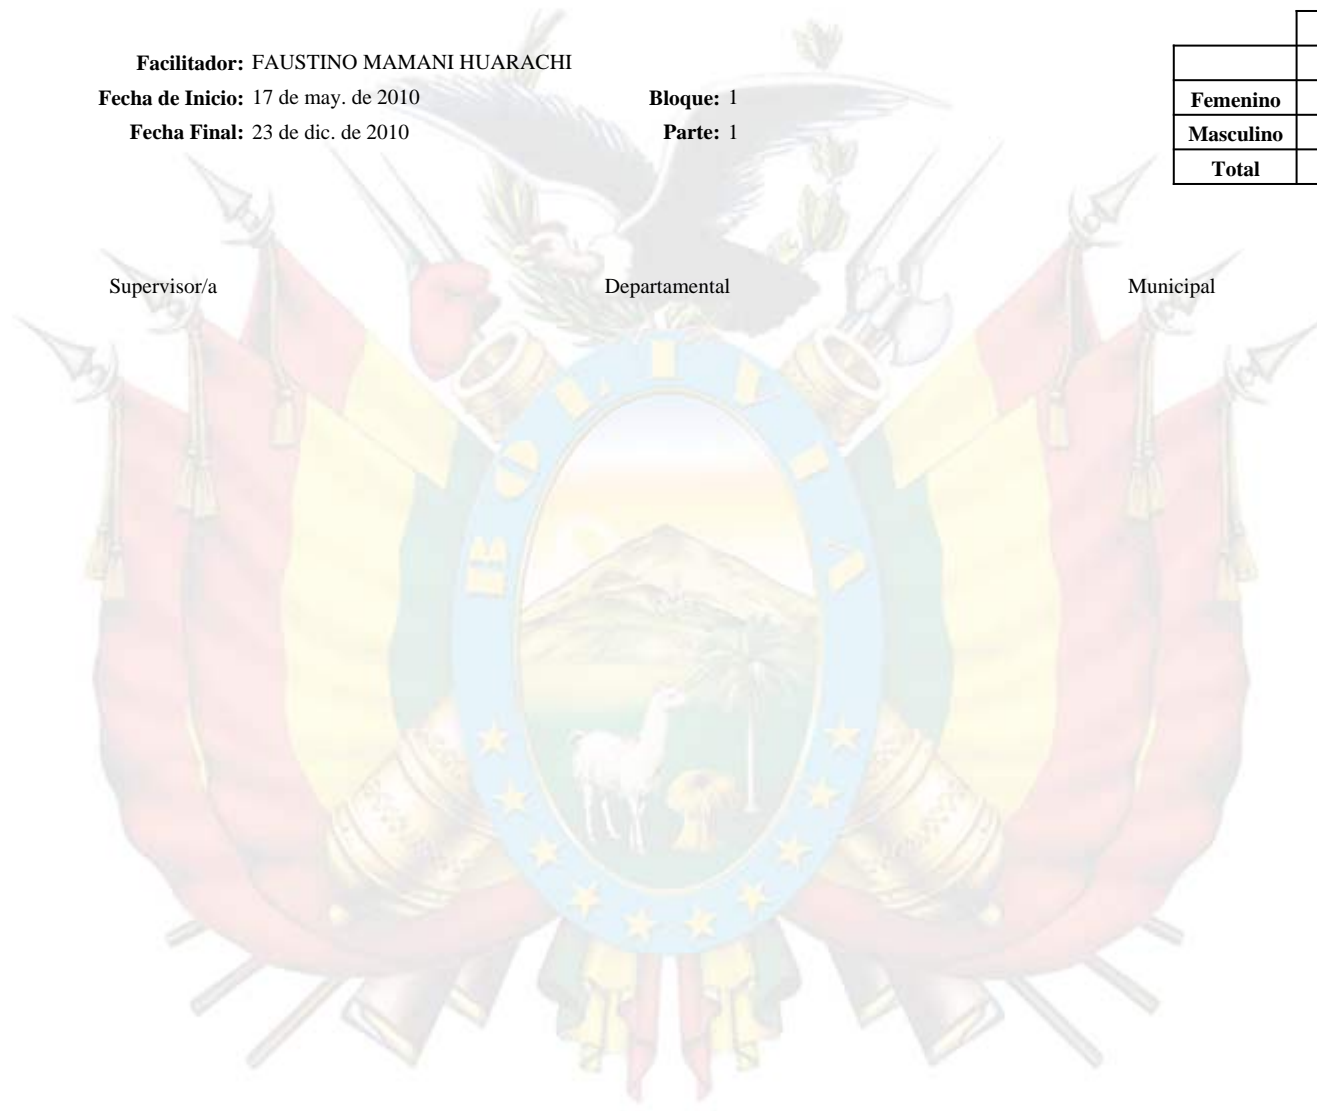 Facilitador: FAUSTINO MAMANI HUARACHI
Fecha de Inicio: 17 de may. de 2010 Bloque: 1
Fecha Final: 23 de dic. de 2010 Parte: 1
Femenino
Masculino
Total
Supervisor/a Departamental Municipal
BOLIVIA